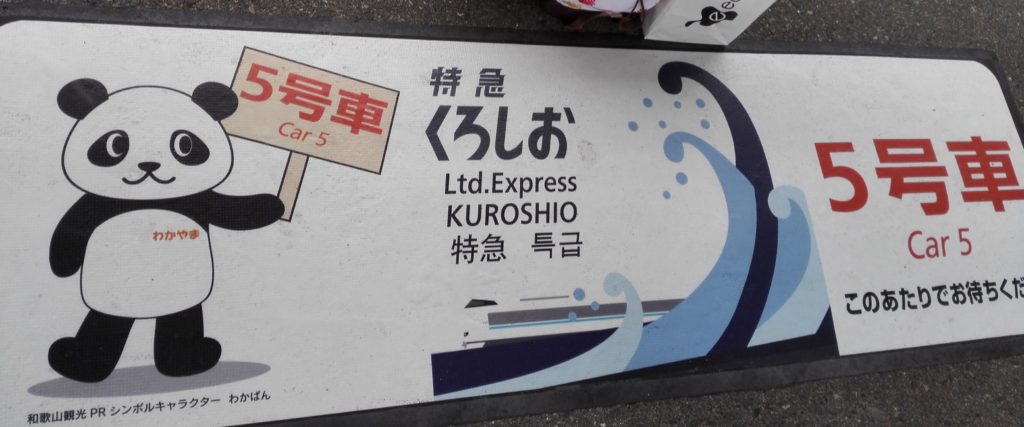 5号車
Car 5
わかやま
和歌山観光 PR シンボルキャラクター わかぱん
特急
くろしお
Ltd.Express
KUROSHIO
特急 특급
5号車
Car 5
このあたりでお待ちくだ